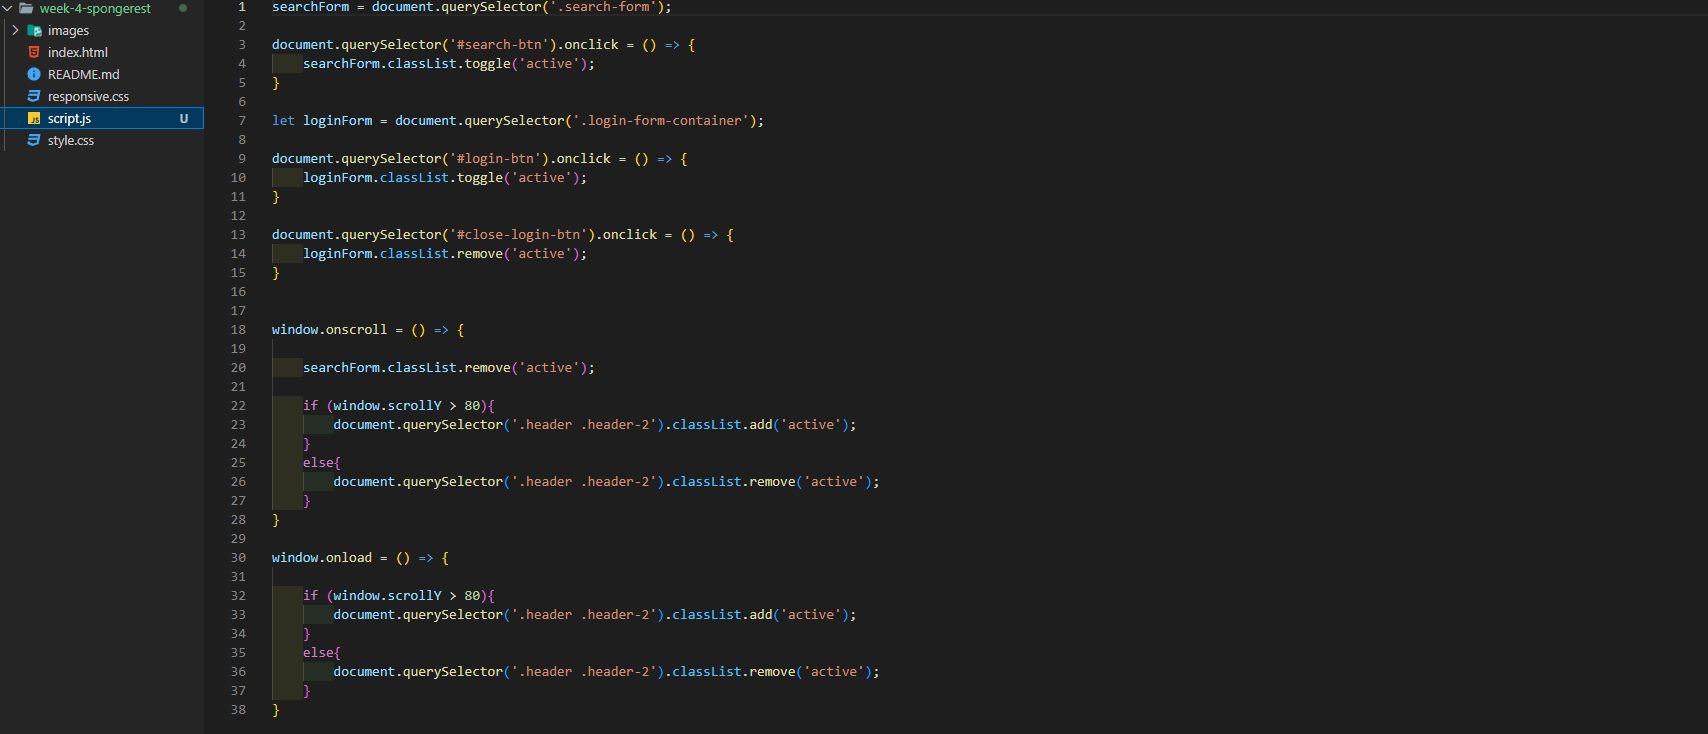 week-4-spongerest
images
index.html
README.md
responsive.css
script.js U
style.css
1 searchForm = document.querySelector('.search-form');
2
3 document.querySelector('#search-btn').onclick = () => {
4     searchForm.classList.toggle('active');
5 }
6
7 let loginForm = document.querySelector('.login-form-container');
8
9 document.querySelector('#login-btn').onclick = () => {
10     loginForm.classList.toggle('active');
11 }
12
13 document.querySelector('#close-login-btn').onclick = () => {
14     loginForm.classList.remove('active');
15 }
16
17
18 window.onscroll = () => {
19
20     searchForm.classList.remove('active');
21
22     if (window.scrollY > 80){
23         document.querySelector('.header .header-2').classList.add('active');
24     }
25     else{
26         document.querySelector('.header .header-2').classList.remove('active');
27     }
28 }
29
30 window.onload = () => {
31
32     if (window.scrollY > 80){
33         document.querySelector('.header .header-2').classList.add('active');
34     }
35     else{
36         document.querySelector('.header .header-2').classList.remove('active');
37     }
38 }